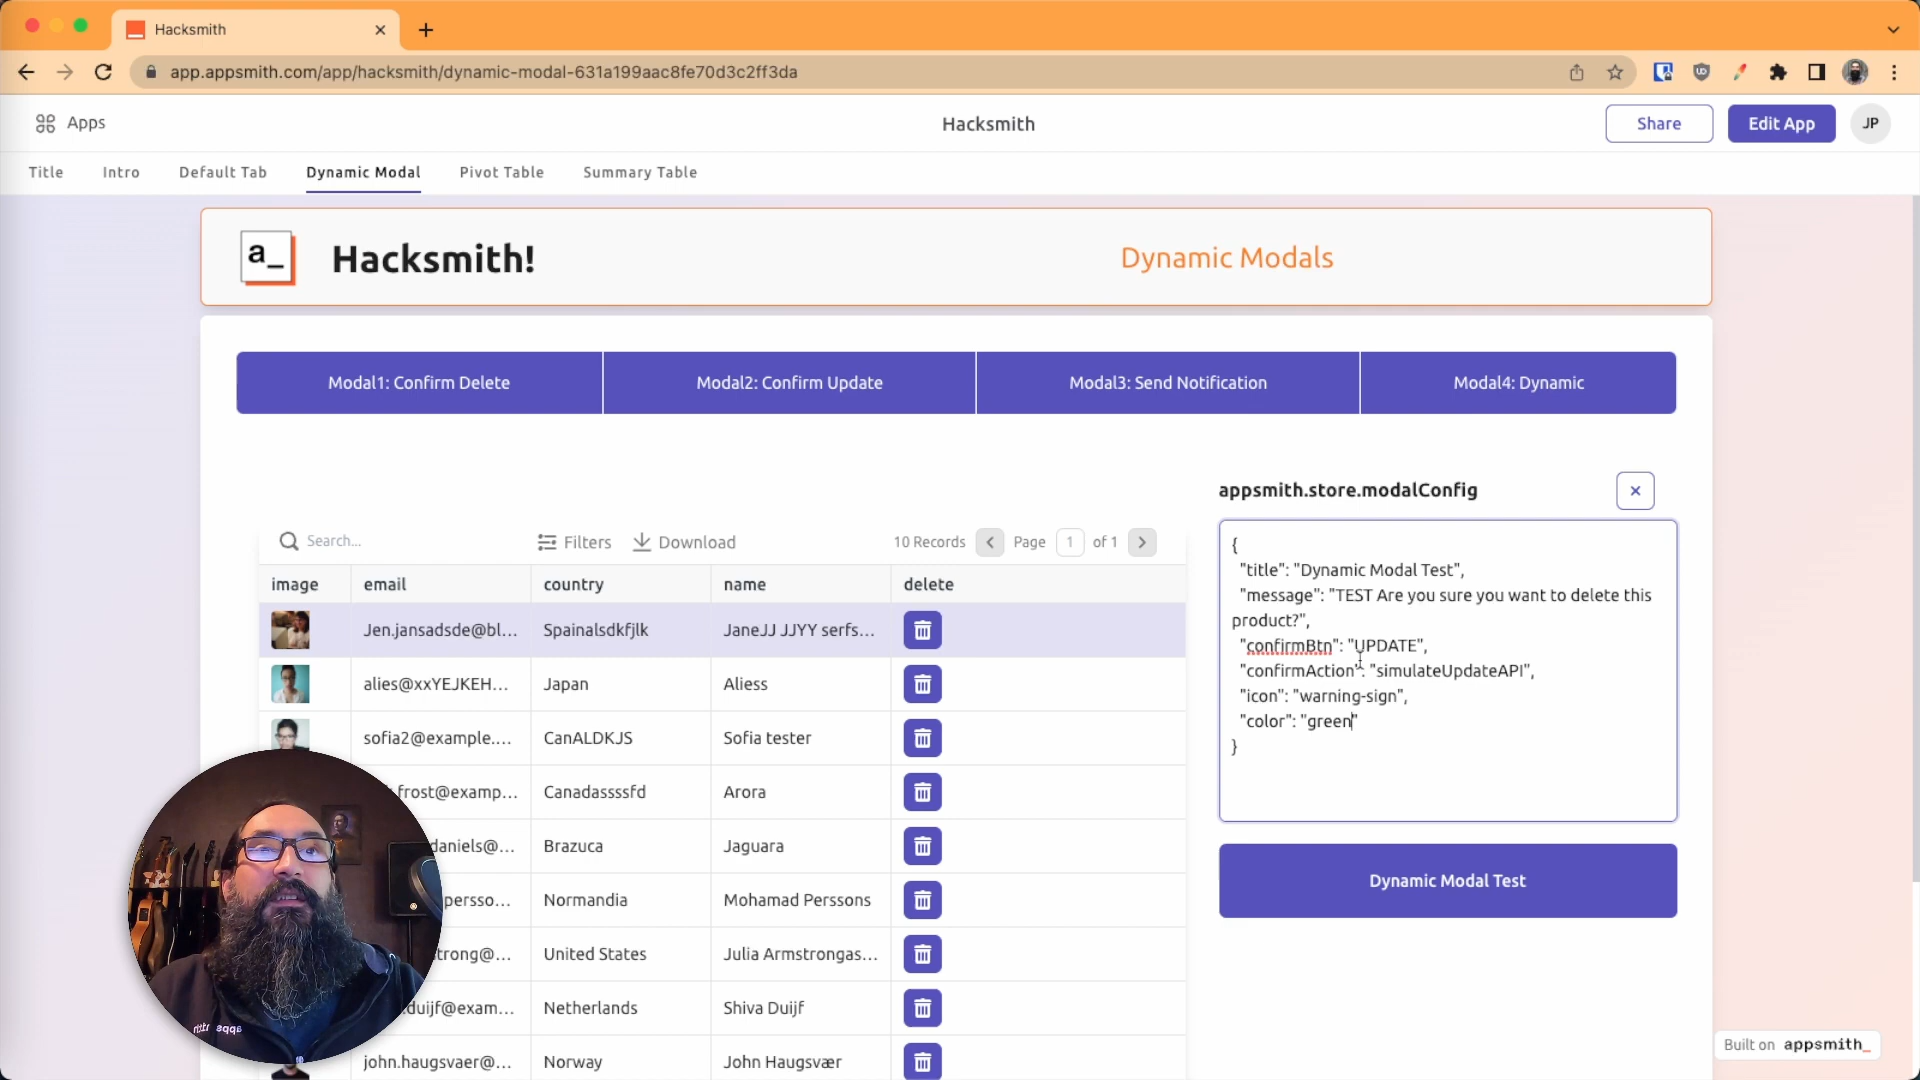 Hacksmith
app.appsmith.com/app/hacksmith/dynamic-modal-631a199aac8fe70d3c2ff3da
Apps
Hacksmith
Share
Edit App
JP
Title
Intro
Default Tab
Dynamic Modal
Pivot Table
Summary Table
a_
Hacksmith!
Dynamic Modals
Modal1: Confirm Delete
Modal2: Confirm Update
Modal3: Send Notification
Modal4: Dynamic
appsmith.store.modalConfig
Search...
Filters
Download
10 Records
Page
1
of 1
image email country name delete
Jen.jansadsde@bl... Spainalsdkfjlk JaneJJ JJYY serfs...
alies@xxYEJKEH... Japan Aliess
sofia2@example.... CanALDKJS Sofia tester
.frost@examp... Canadassssfd Arora
daniels@... Brazuca Jaguara
persso... Normandia Mohamad Perssons
trong@... United States Julia Armstrongas...
.duijf@exam... Netherlands Shiva Duijf
john.haugsvaer@... Norway John Haugsvær
{
"title": "Dynamic Modal Test",
"message": "TEST Are you sure you want to delete this
product?",
"confirmBtn": "UPDATE",
"confirmAction": "simulateUpdateAPI",
"icon": "warning-sign",
"color": "green"
}
Dynamic Modal Test
Built on appsmith_